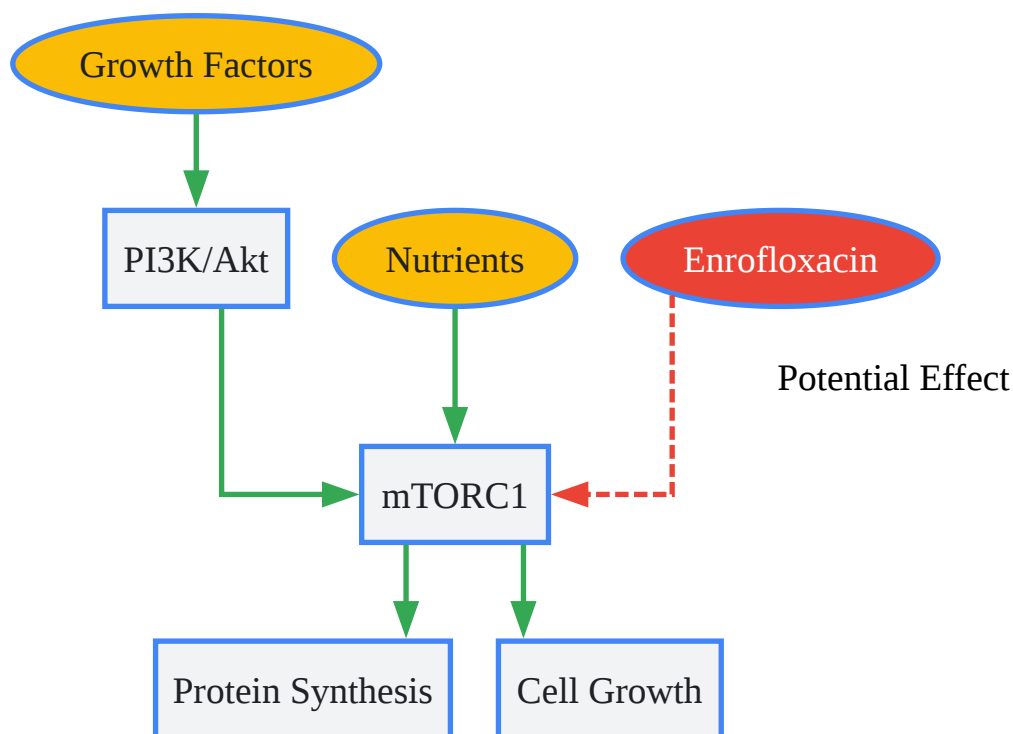 Growth Factors
PI3K/Akt
Nutrients
Enrofloxacin
Potential Effect
mTORC1
Protein Synthesis
Cell Growth